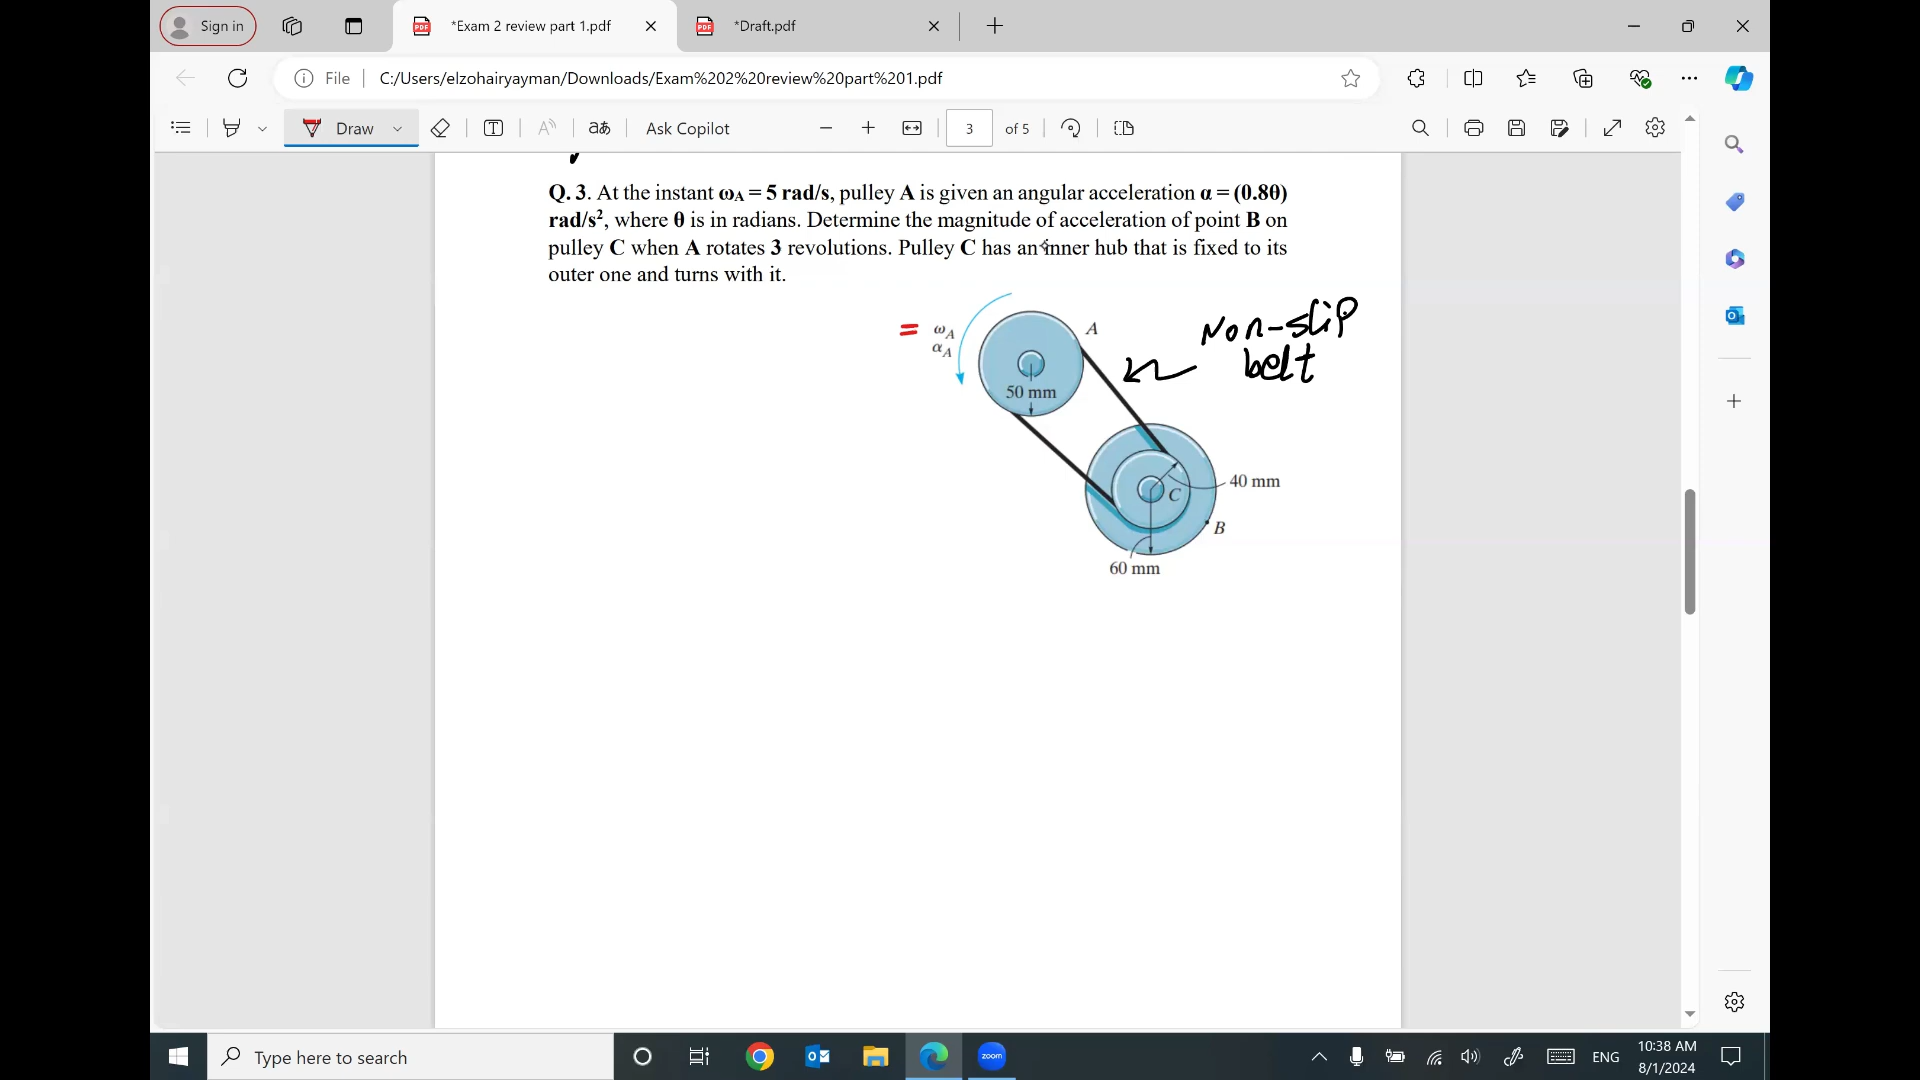 Sign in
*Exam 2 review part 1.pdf
*Draft.pdf
File
C:/Users/elzohairyayman/Downloads/Exam%202%20review%20part%201.pdf
Draw
Ask Copilot
3 of 5
Q. 3. At the instant ωA = 5 rad/s, pulley A is given an angular acceleration α = (0.8θ)
rad/s², where θ is in radians. Determine the magnitude of acceleration of point B on
pulley C when A rotates 3 revolutions. Pulley C has an inner hub that is fixed to its
outer one and turns with it.
= ωA
αA
A
50 mm
Non-slip
belt
C
40 mm
B
60 mm
Type here to search
zoom
ENG
10:38 AM
8/1/2024